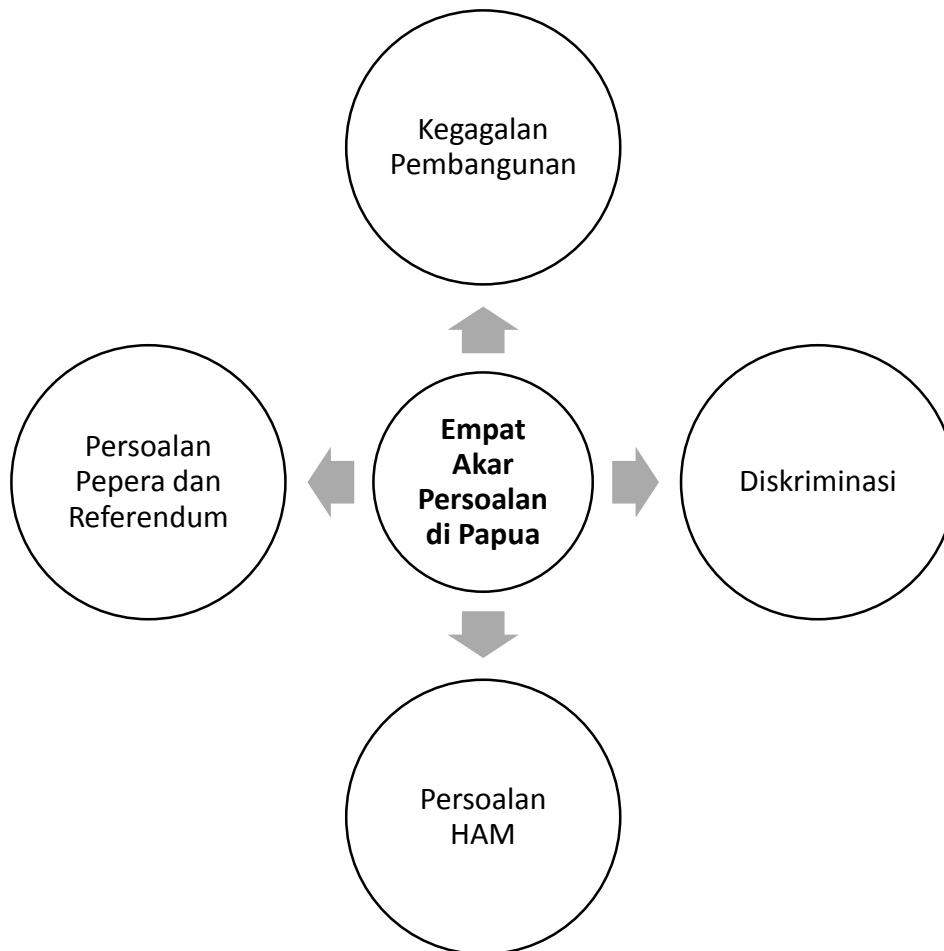 Kegagalan
Pembangunan
Persoalan
Pepera dan
Referendum
Empat
Akar
Persoalan
di Papua
Diskriminasi
Persoalan
HAM